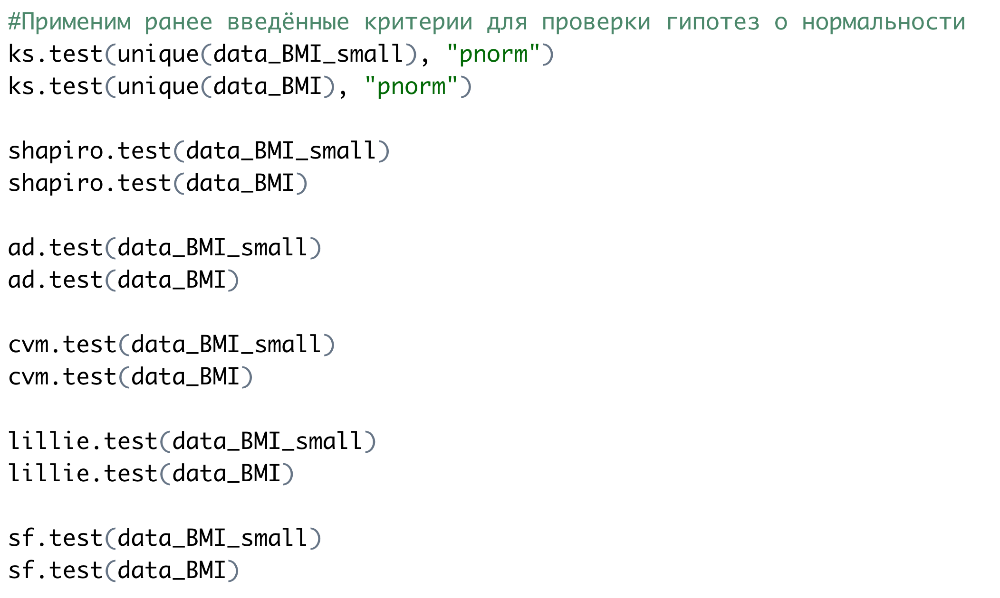 #Применим ранее введённые критерии для проверки гипотез о нормальности
ks.test(unique(data_BMI_small), "pnorm")
ks.test(unique(data_BMI), "pnorm")
shapiro.test(data_BMI_small)
shapiro.test(data_BMI)
ad.test(data_BMI_small)
ad.test(data_BMI)
cvm.test(data_BMI_small)
cvm.test(data_BMI)
lillie.test(data_BMI_small)
lillie.test(data_BMI)
sf.test(data_BMI_small)
sf.test(data_BMI)